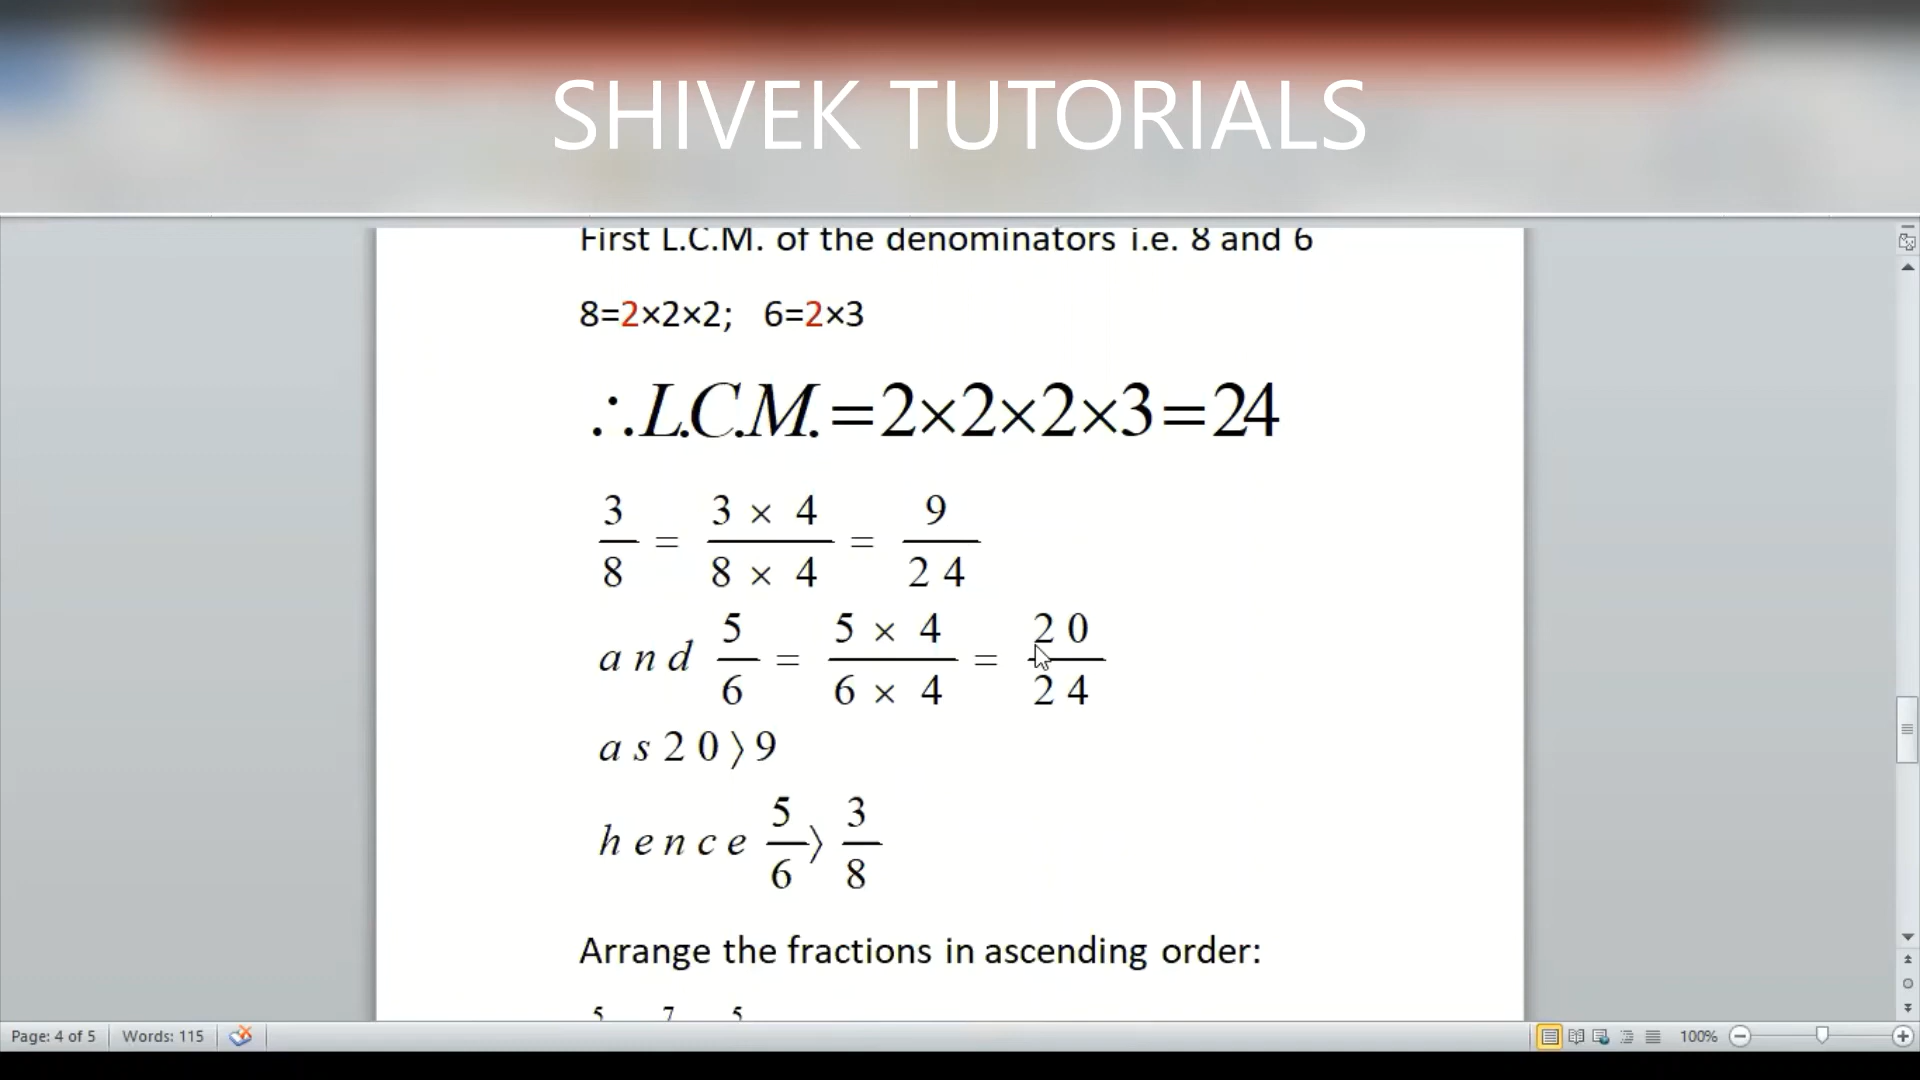 SHIVEK TUTORIALS
First L.C.M. of the denominators i.e. 8 and 6
8=2×2×2; 6=2×3
∴L.C.M.=2×2×2×3=24
3/8 = 3 × 4/8 × 4 = 9/24
and 5/6 = 5 × 4/6 × 4 = 20/24
as 20⟩9
hence 5/6⟩3/8
Arrange the fractions in ascending order:
5 7 5
Page: 4 of 5 Words: 115 100%